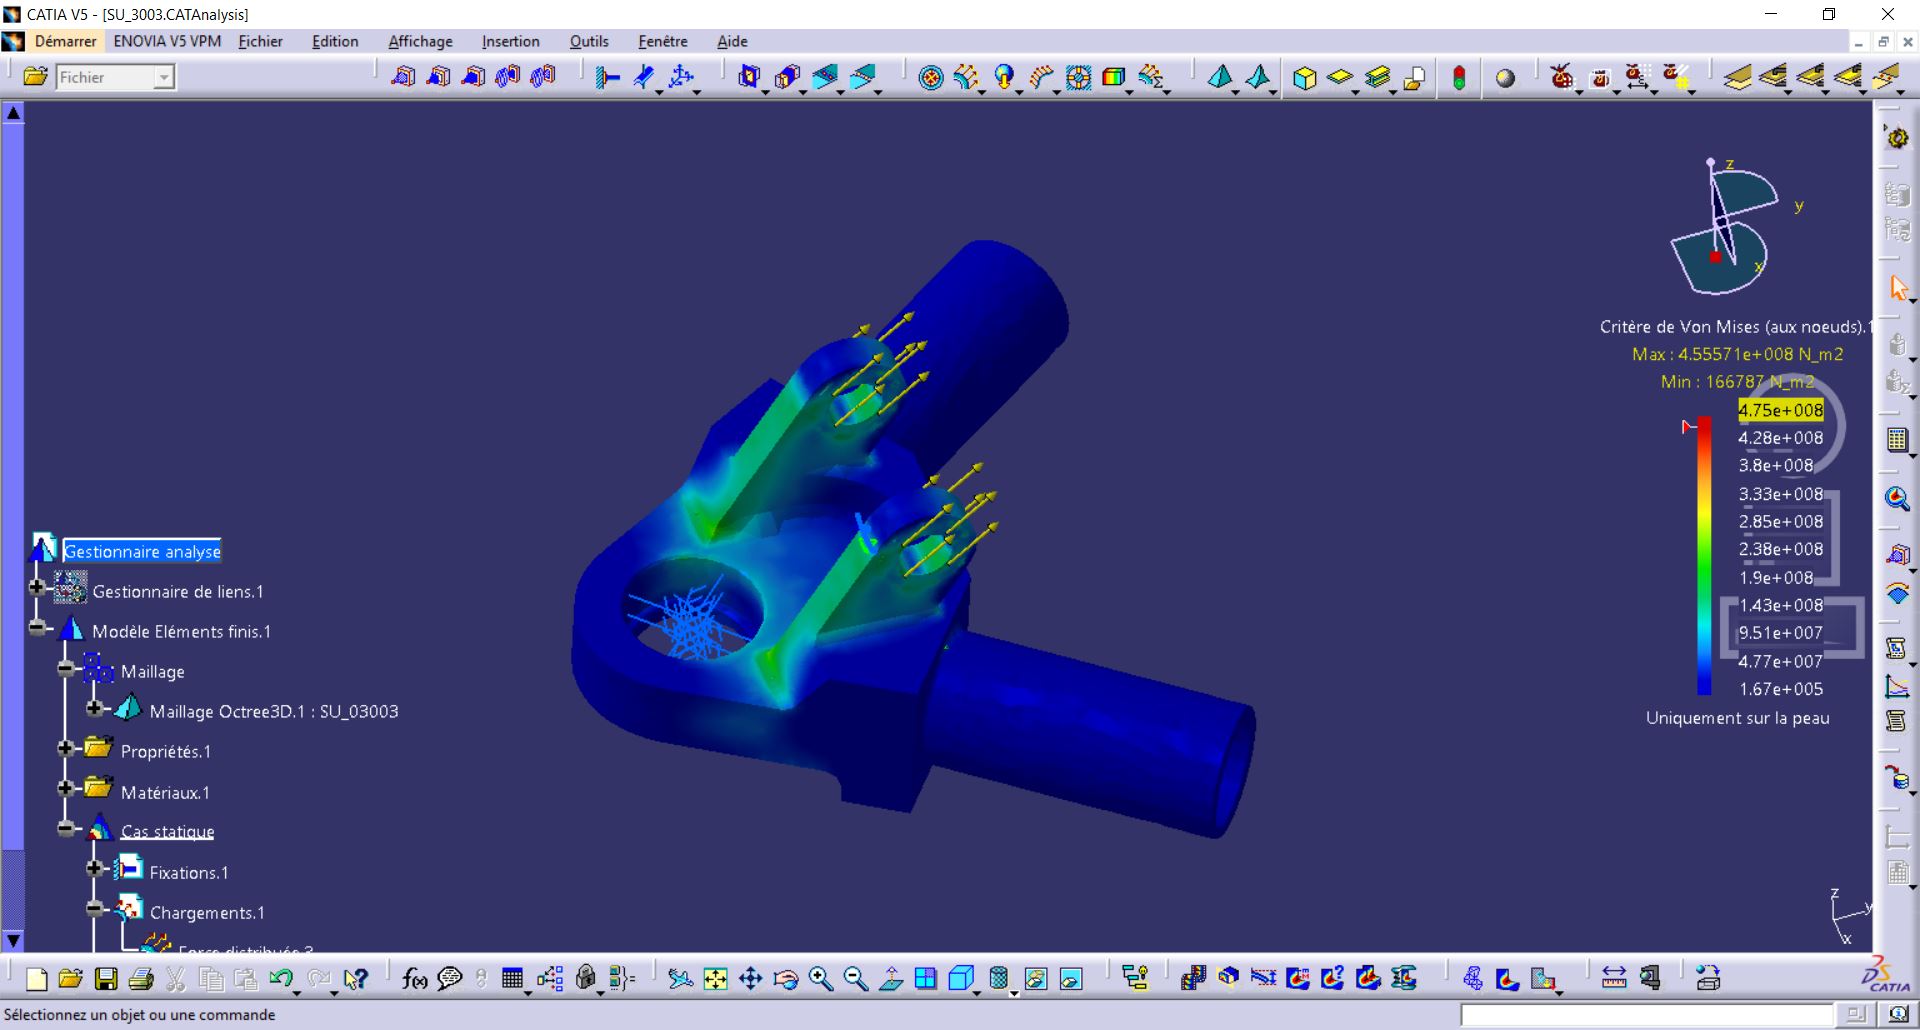 CATIA V5 - [SU_3003.CATAnalysis]
Démarrer ENOVIA V5 VPM Fichier Edition Affichage Insertion Outils Fenêtre Aide
Fichier
z
y
x
Critère de Von Mises (aux noeuds).1
Max : 4.55571e+008 N_m2
Min : 166787 N_m2
4.75e+008
4.28e+008
3.8e+008
3.33e+008
2.85e+008
2.38e+008
1.9e+008
1.43e+008
9.51e+007
4.77e+007
1.67e+005
Uniquement sur la peau
Gestionnaire analyse
Gestionnaire de liens.1
Modèle Eléments finis.1
Maillage
Maillage Octree3D.1 : SU_03003
Propriétés.1
Matériaux.1
Cas statique
Fixations.1
Chargements.1
Force distribuée.3
z
y
x
f(x)
CATIA
Sélectionnez un objet ou une commande